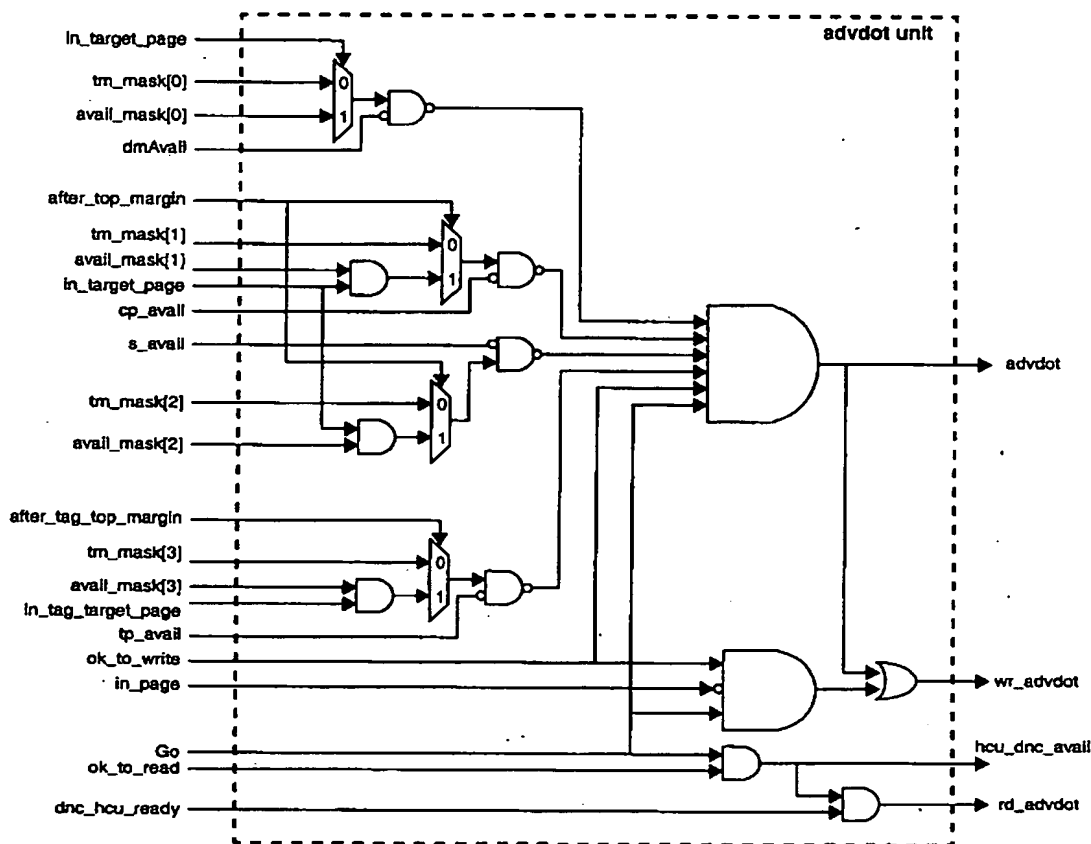 advdot unit
in_target_page
tm_mask[0]
0
avail_mask[0]
1
dmAvail
after_top_margin
tm_mask[1]
0
avail_mask[1]
1
in_target_page
cp_avail
s_avail
advdot
tm_mask[2]
0
avail_mask[2]
1
after_tag_top_margin
tm_mask[3]
0
avail_mask[3]
1
in_tag_target_page
tp_avail
ok_to_write
in_page
wr_advdot
Go
hcu_dnc_avail
ok_to_read
dnc_hcu_ready
rd_advdot